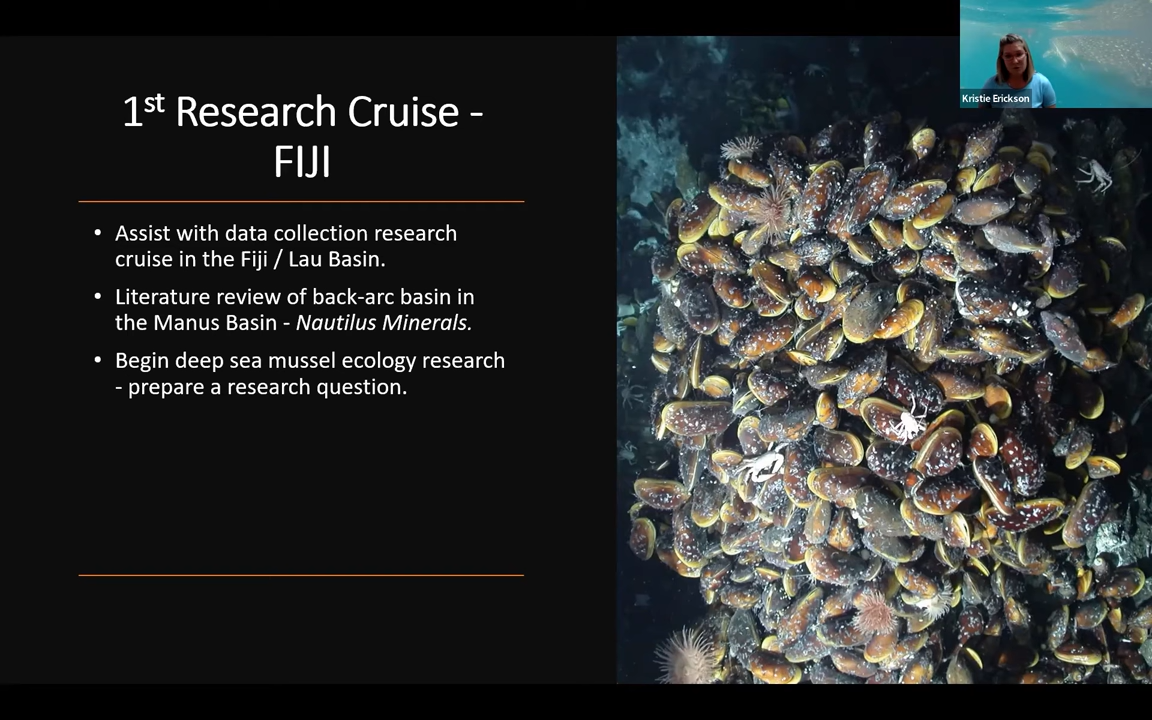 Kristie Erickson
1st Research Cruise -
FIJI
• Assist with data collection research
cruise in the Fiji / Lau Basin.
• Literature review of back-arc basin in
the Manus Basin - Nautilus Minerals.
• Begin deep sea mussel ecology research
- prepare a research question.